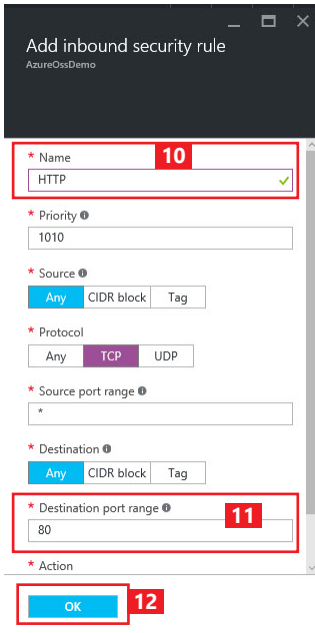 Add inbound security rule
AzureOssDemo
* Name
10
HTTP
* Priority
1010
* Source
Any CIDR block Tag
* Protocol
Any TCP UDP
* Source port range
*
* Destination
Any CIDR block Tag
* Destination port range
11
80
* Action
OK
12